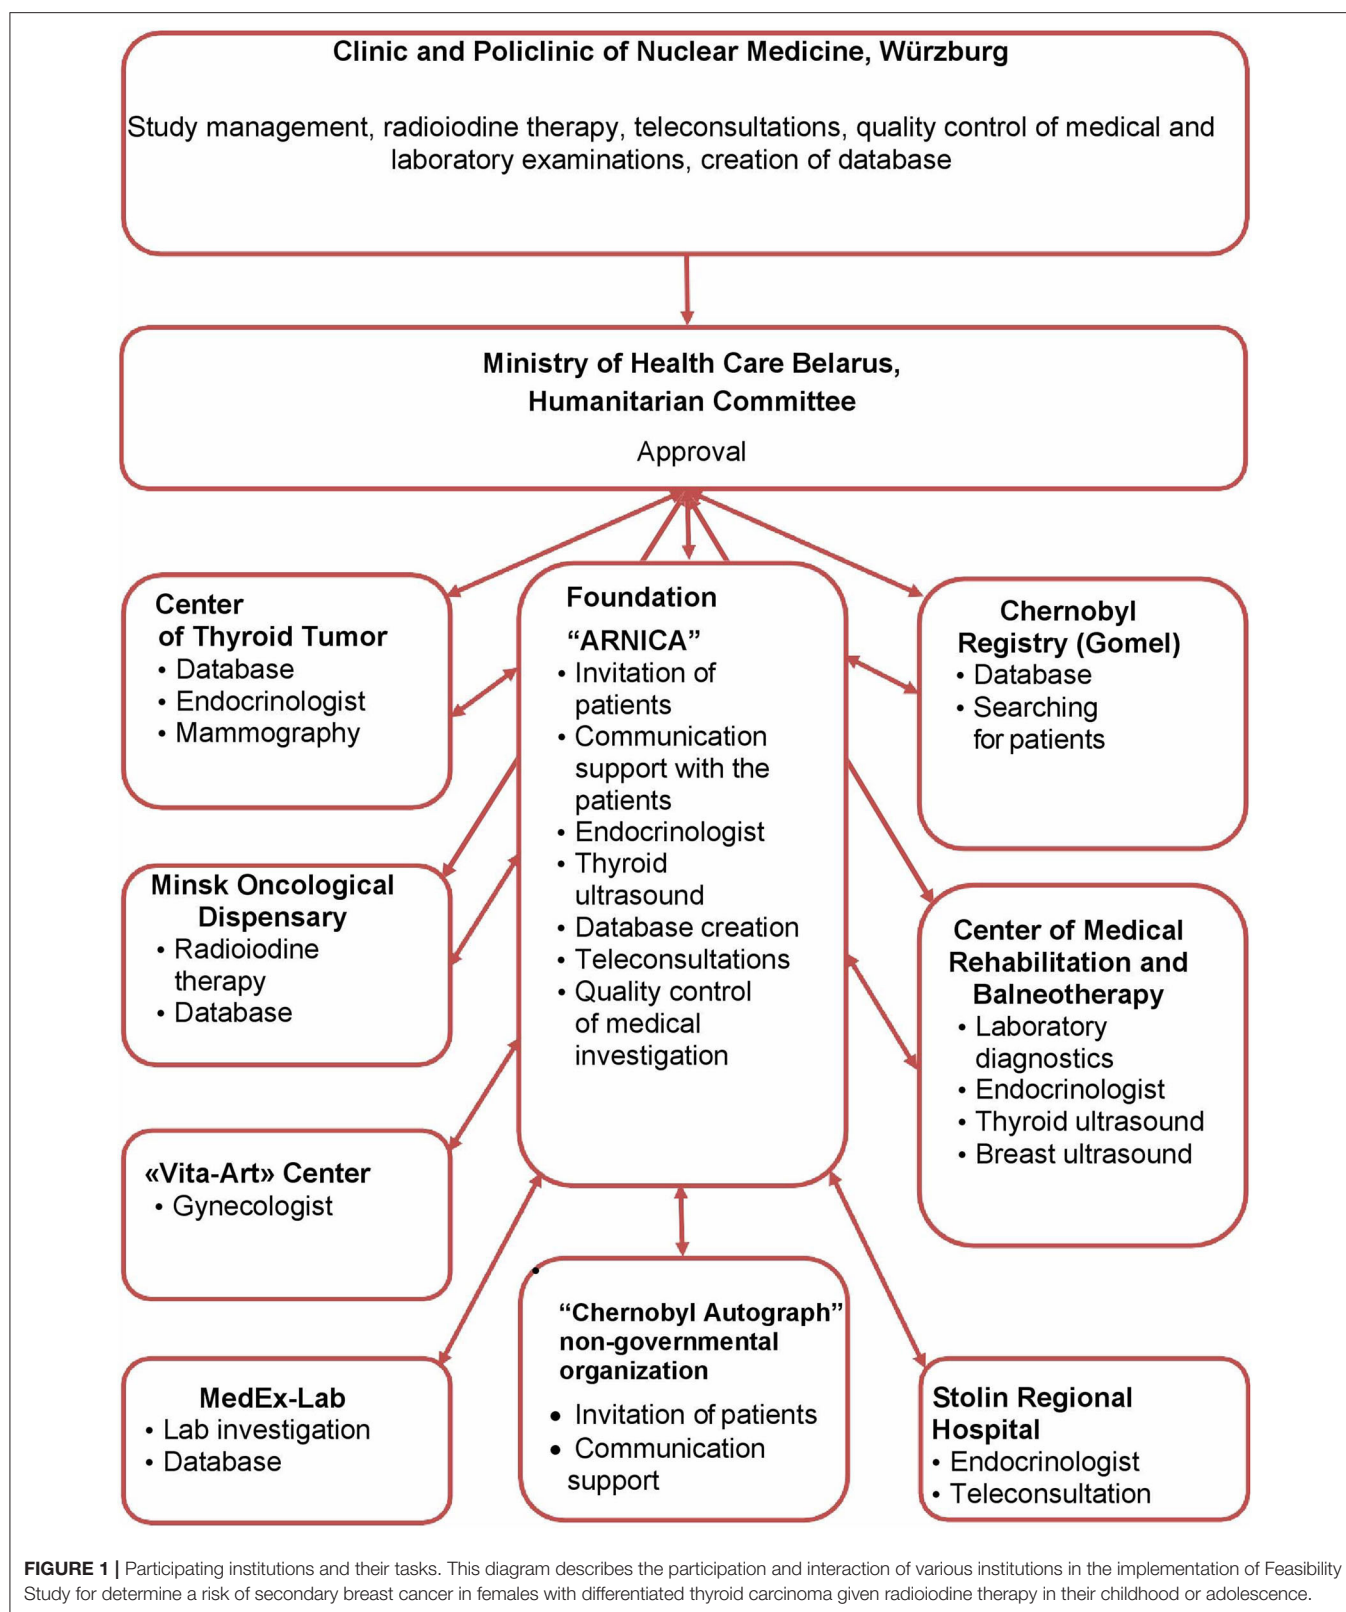 Clinic and Policlinic of Nuclear Medicine, Würzburg
Study management, radioiodine therapy, teleconsultations, quality control of medical and
laboratory examinations, creation of database
Ministry of Health Care Belarus,
Humanitarian Committee
Approval
Center
of Thyroid Tumor
• Database
• Endocrinologist
• Mammography
Foundation
“ARNICA”
• Invitation of
patients
• Communication
support with the
patients
• Endocrinologist
• Thyroid
ultrasound
• Database creation
• Teleconsultations
• Quality control
of medical
investigation
Chernobyl
Registry (Gomel)
• Database
• Searching
for patients
Minsk Oncological
Dispensary
• Radioiodine
therapy
• Database
Center of Medical
Rehabilitation and
Balneotherapy
• Laboratory
diagnostics
• Endocrinologist
• Thyroid ultrasound
• Breast ultrasound
«Vita-Art» Center
• Gynecologist
MedEx-Lab
• Lab investigation
• Database
•
“Chernobyl Autograph”
non-governmental
organization
• Invitation of patients
• Communication
support
Stolin Regional
Hospital
• Endocrinologist
• Teleconsultation
FIGURE 1 | Participating institutions and their tasks. This diagram describes the participation and interaction of various institutions in the implementation of Feasibility
Study for determine a risk of secondary breast cancer in females with differentiated thyroid carcinoma given radioiodine therapy in their childhood or adolescence.